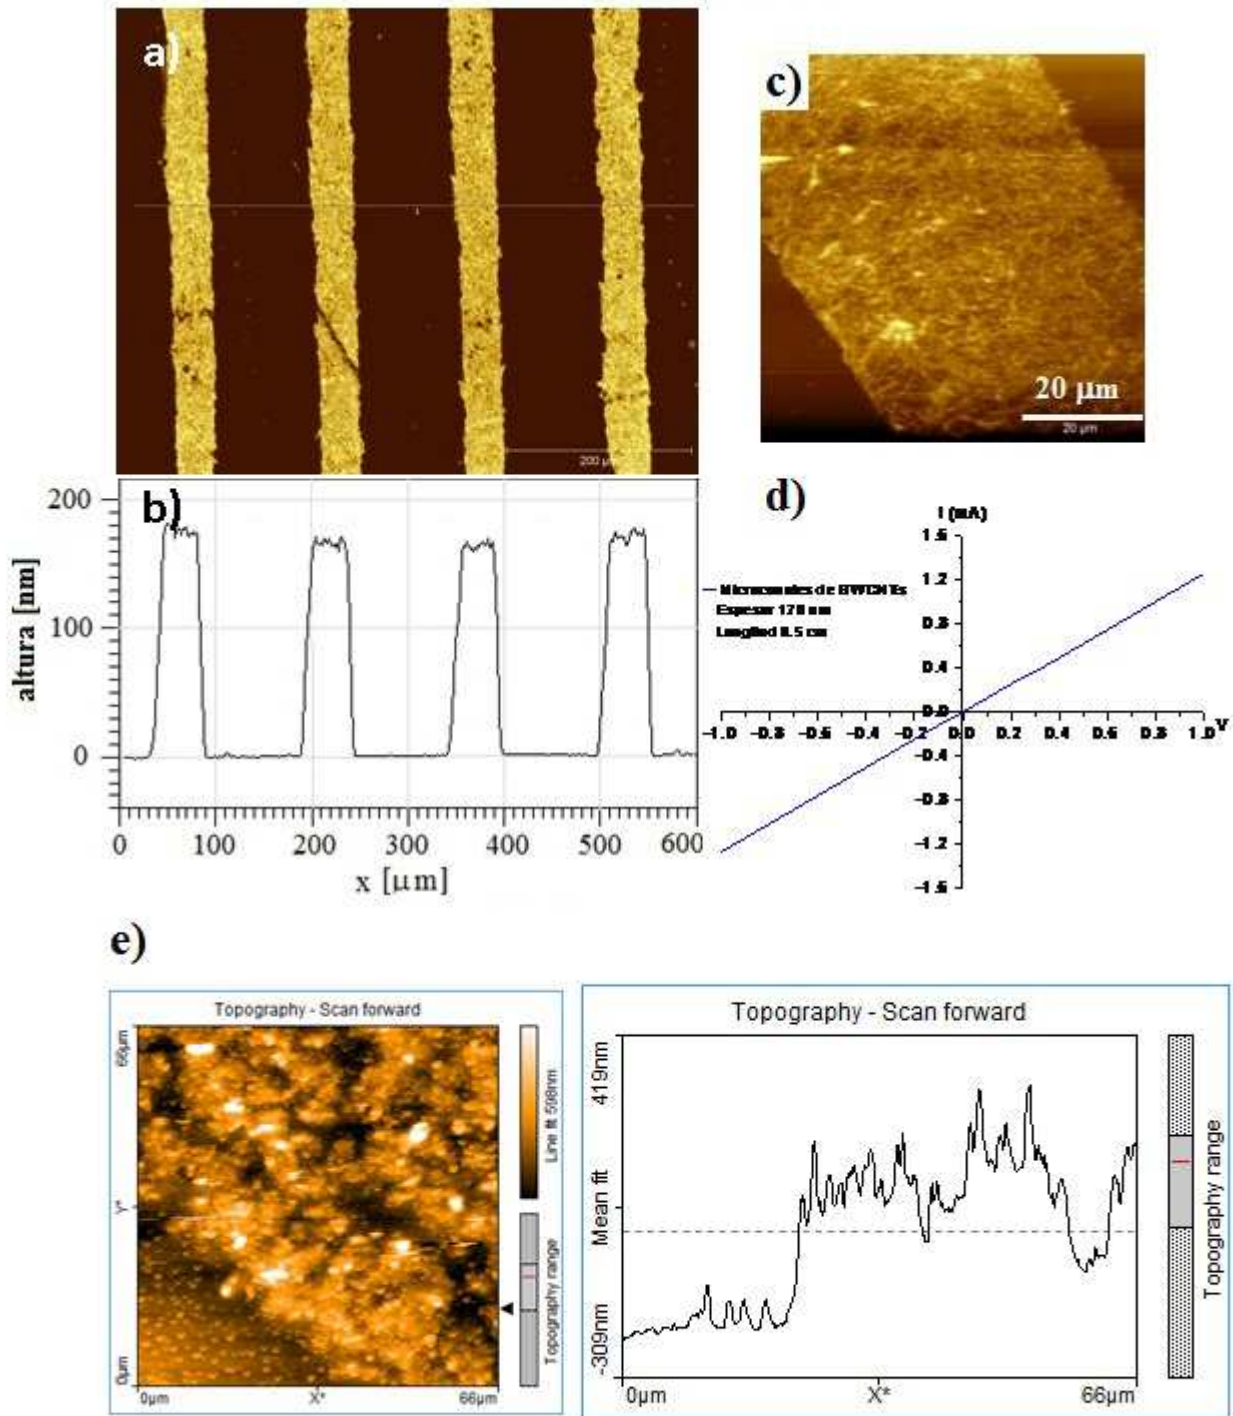 a)
200 µm
b)
200
100
0
altura [nm]
0 100 200 300 400 500 600
x [µm]
c)
20 µm
20 µm
d)
I (mA)
1.6
1.2
0.8
0.4
0.0
-0.4
-0.8
-1.2
-1.6
-1.0 -0.8 -0.6 -0.4 -0.2 0.0 0.2 0.4 0.6 0.8 1.0
V
de
Espesor 170 nm
Longitud 0.5 cm
e)
Topography - Scan forward
66µm
Y*
0µm
0µm X* 66µm
Line fit 598nm
Topography range
Topography - Scan forward
419nm
Mean fit
-309nm
0µm X* 66µm
Topography range